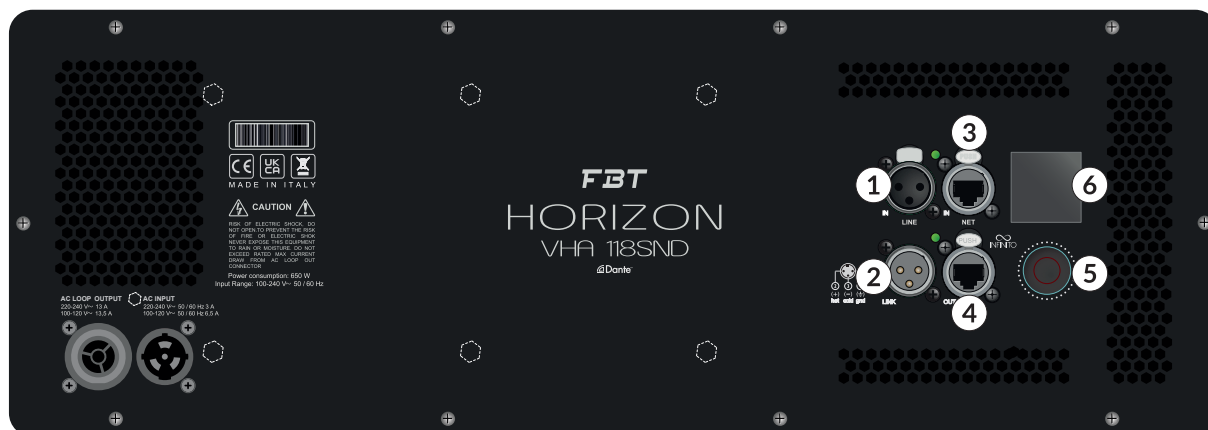 CE UK CA
MADE IN ITALY
CAUTION
RISK OF ELECTRIC SHOCK, DO
NOT OPEN.TO PREVENT THE RISK
OF FIRE OR ELECTRIC SHOK
NEVER EXPOSE THIS EQUIPMENT
TO RAIN OR MOISTURE. DO NOT
EXCEED RATED MAX CURRENT
DRAW FROM AC LOOP OUT
CONNECTOR
Power consumption: 650 W
Input Range: 100-240 V~ 50 / 60 Hz
AC LOOP OUTPUT
220-240 V~ 13 A
100-120 V~ 13,5 A
AC INPUT
220-240 V~ 50 / 60 Hz 3 A
100-120 V~ 50 / 60 Hz 6,5 A
FBT
HORIZON
VHA 118SND
Dante
3
1
6
IN
LINE
IN
NET
PUSH
INFINITO
2
5
(+) (–)
hot cold gnd
LINK
4